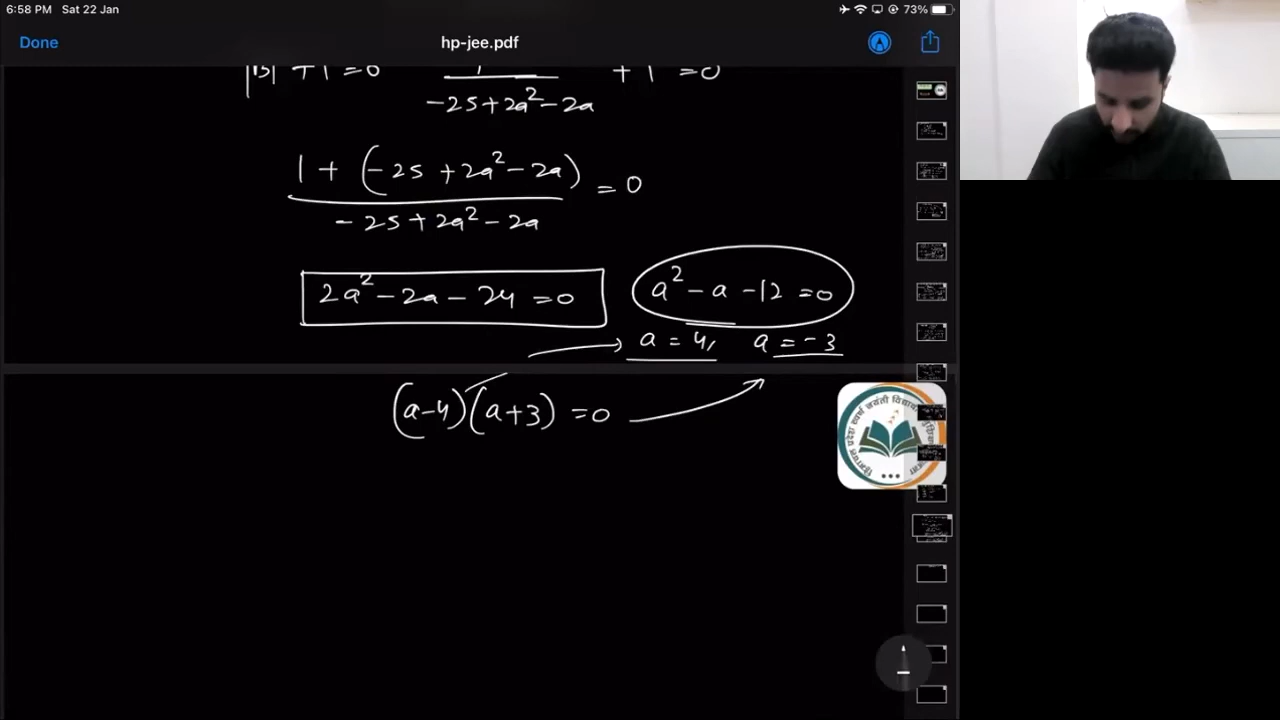 6:58 PM Sat 22 Jan
73%
Done
hp-jee.pdf
|B| + 1 = 0
1 / (-25 + 2a² - 2a) + 1 = 0
1 + (-25 + 2a² - 2a) / (-25 + 2a² - 2a) = 0
2a² - 2a - 24 = 0
a² - a - 12 = 0
a = 4, a = -3
(a-4)(a+3) = 0